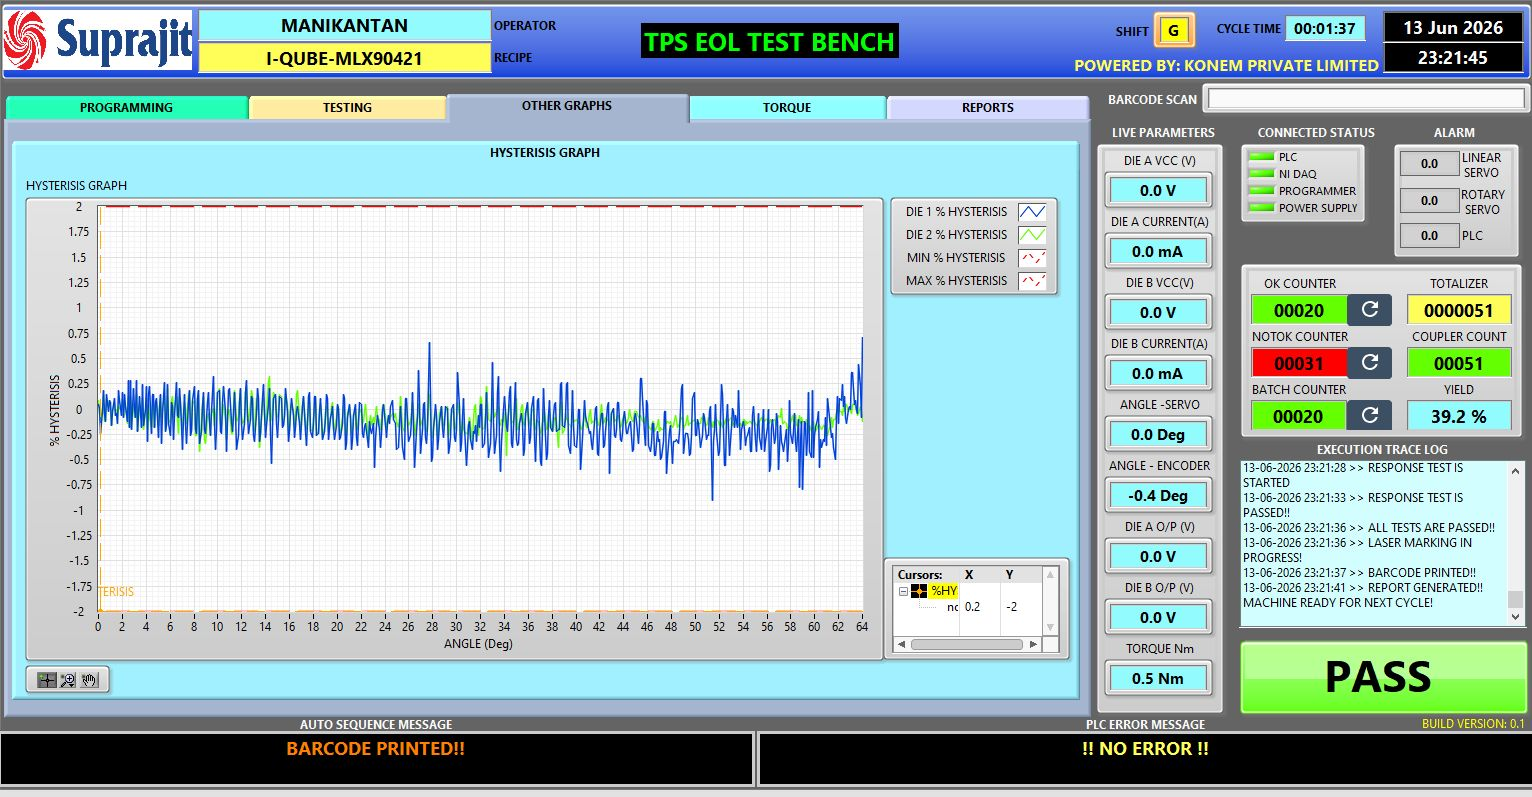 Suprajit
MANIKANTAN
OPERATOR
I-QUBE-MLX90421
RECIPE
TPS EOL TEST BENCH
SHIFT
G
CYCLE TIME
00:01:37
13 Jun 2026
23:21:45
POWERED BY: KONEM PRIVATE LIMITED
PROGRAMMING
TESTING
OTHER GRAPHS
TORQUE
REPORTS
BARCODE SCAN
HYSTERISIS GRAPH
HYSTERISIS GRAPH
% HYSTERISIS
2
1.75
1.5
1.25
1
0.75
0.5
0.25
0
-0.25
-0.5
-0.75
-1
-1.25
-1.5
-1.75
-2
TERISIS
0 2 4 6 8 10 12 14 16 18 20 22 24 26 28 30 32 34 36 38 40 42 44 46 48 50 52 54 56 58 60 62 64
ANGLE (Deg)
DIE 1 % HYSTERISIS
DIE 2 % HYSTERISIS
MIN % HYSTERISIS
MAX % HYSTERISIS
Cursors: X Y
%HY
nc 0.2 -2
LIVE PARAMETERS
DIE A VCC (V)
0.0 V
DIE A CURRENT(A)
0.0 mA
DIE B VCC(V)
0.0 V
DIE B CURRENT(A)
0.0 mA
ANGLE -SERVO
0.0 Deg
ANGLE - ENCODER
-0.4 Deg
DIE A O/P (V)
0.0 V
DIE B O/P (V)
0.0 V
TORQUE Nm
0.5 Nm
CONNECTED STATUS
PLC
NI DAQ
PROGRAMMER
POWER SUPPLY
ALARM
0.0 LINEAR SERVO
0.0 ROTARY SERVO
0.0 PLC
OK COUNTER
00020
TOTALIZER
0000051
NOTOK COUNTER
00031
COUPLER COUNT
00051
BATCH COUNTER
00020
YIELD
39.2 %
EXECUTION TRACE LOG
13-06-2026 23:21:28 >> RESPONSE TEST IS
STARTED
13-06-2026 23:21:33 >> RESPONSE TEST IS
PASSED!!
13-06-2026 23:21:36 >> ALL TESTS ARE PASSED!!
13-06-2026 23:21:36 >> LASER MARKING IN
PROGRESS!
13-06-2026 23:21:37 >> BARCODE PRINTED!!
13-06-2026 23:21:41 >> REPORT GENERATED!!
MACHINE READY FOR NEXT CYCLE!
PASS
BUILD VERSION: 0.1
AUTO SEQUENCE MESSAGE
BARCODE PRINTED!!
PLC ERROR MESSAGE
!! NO ERROR !!